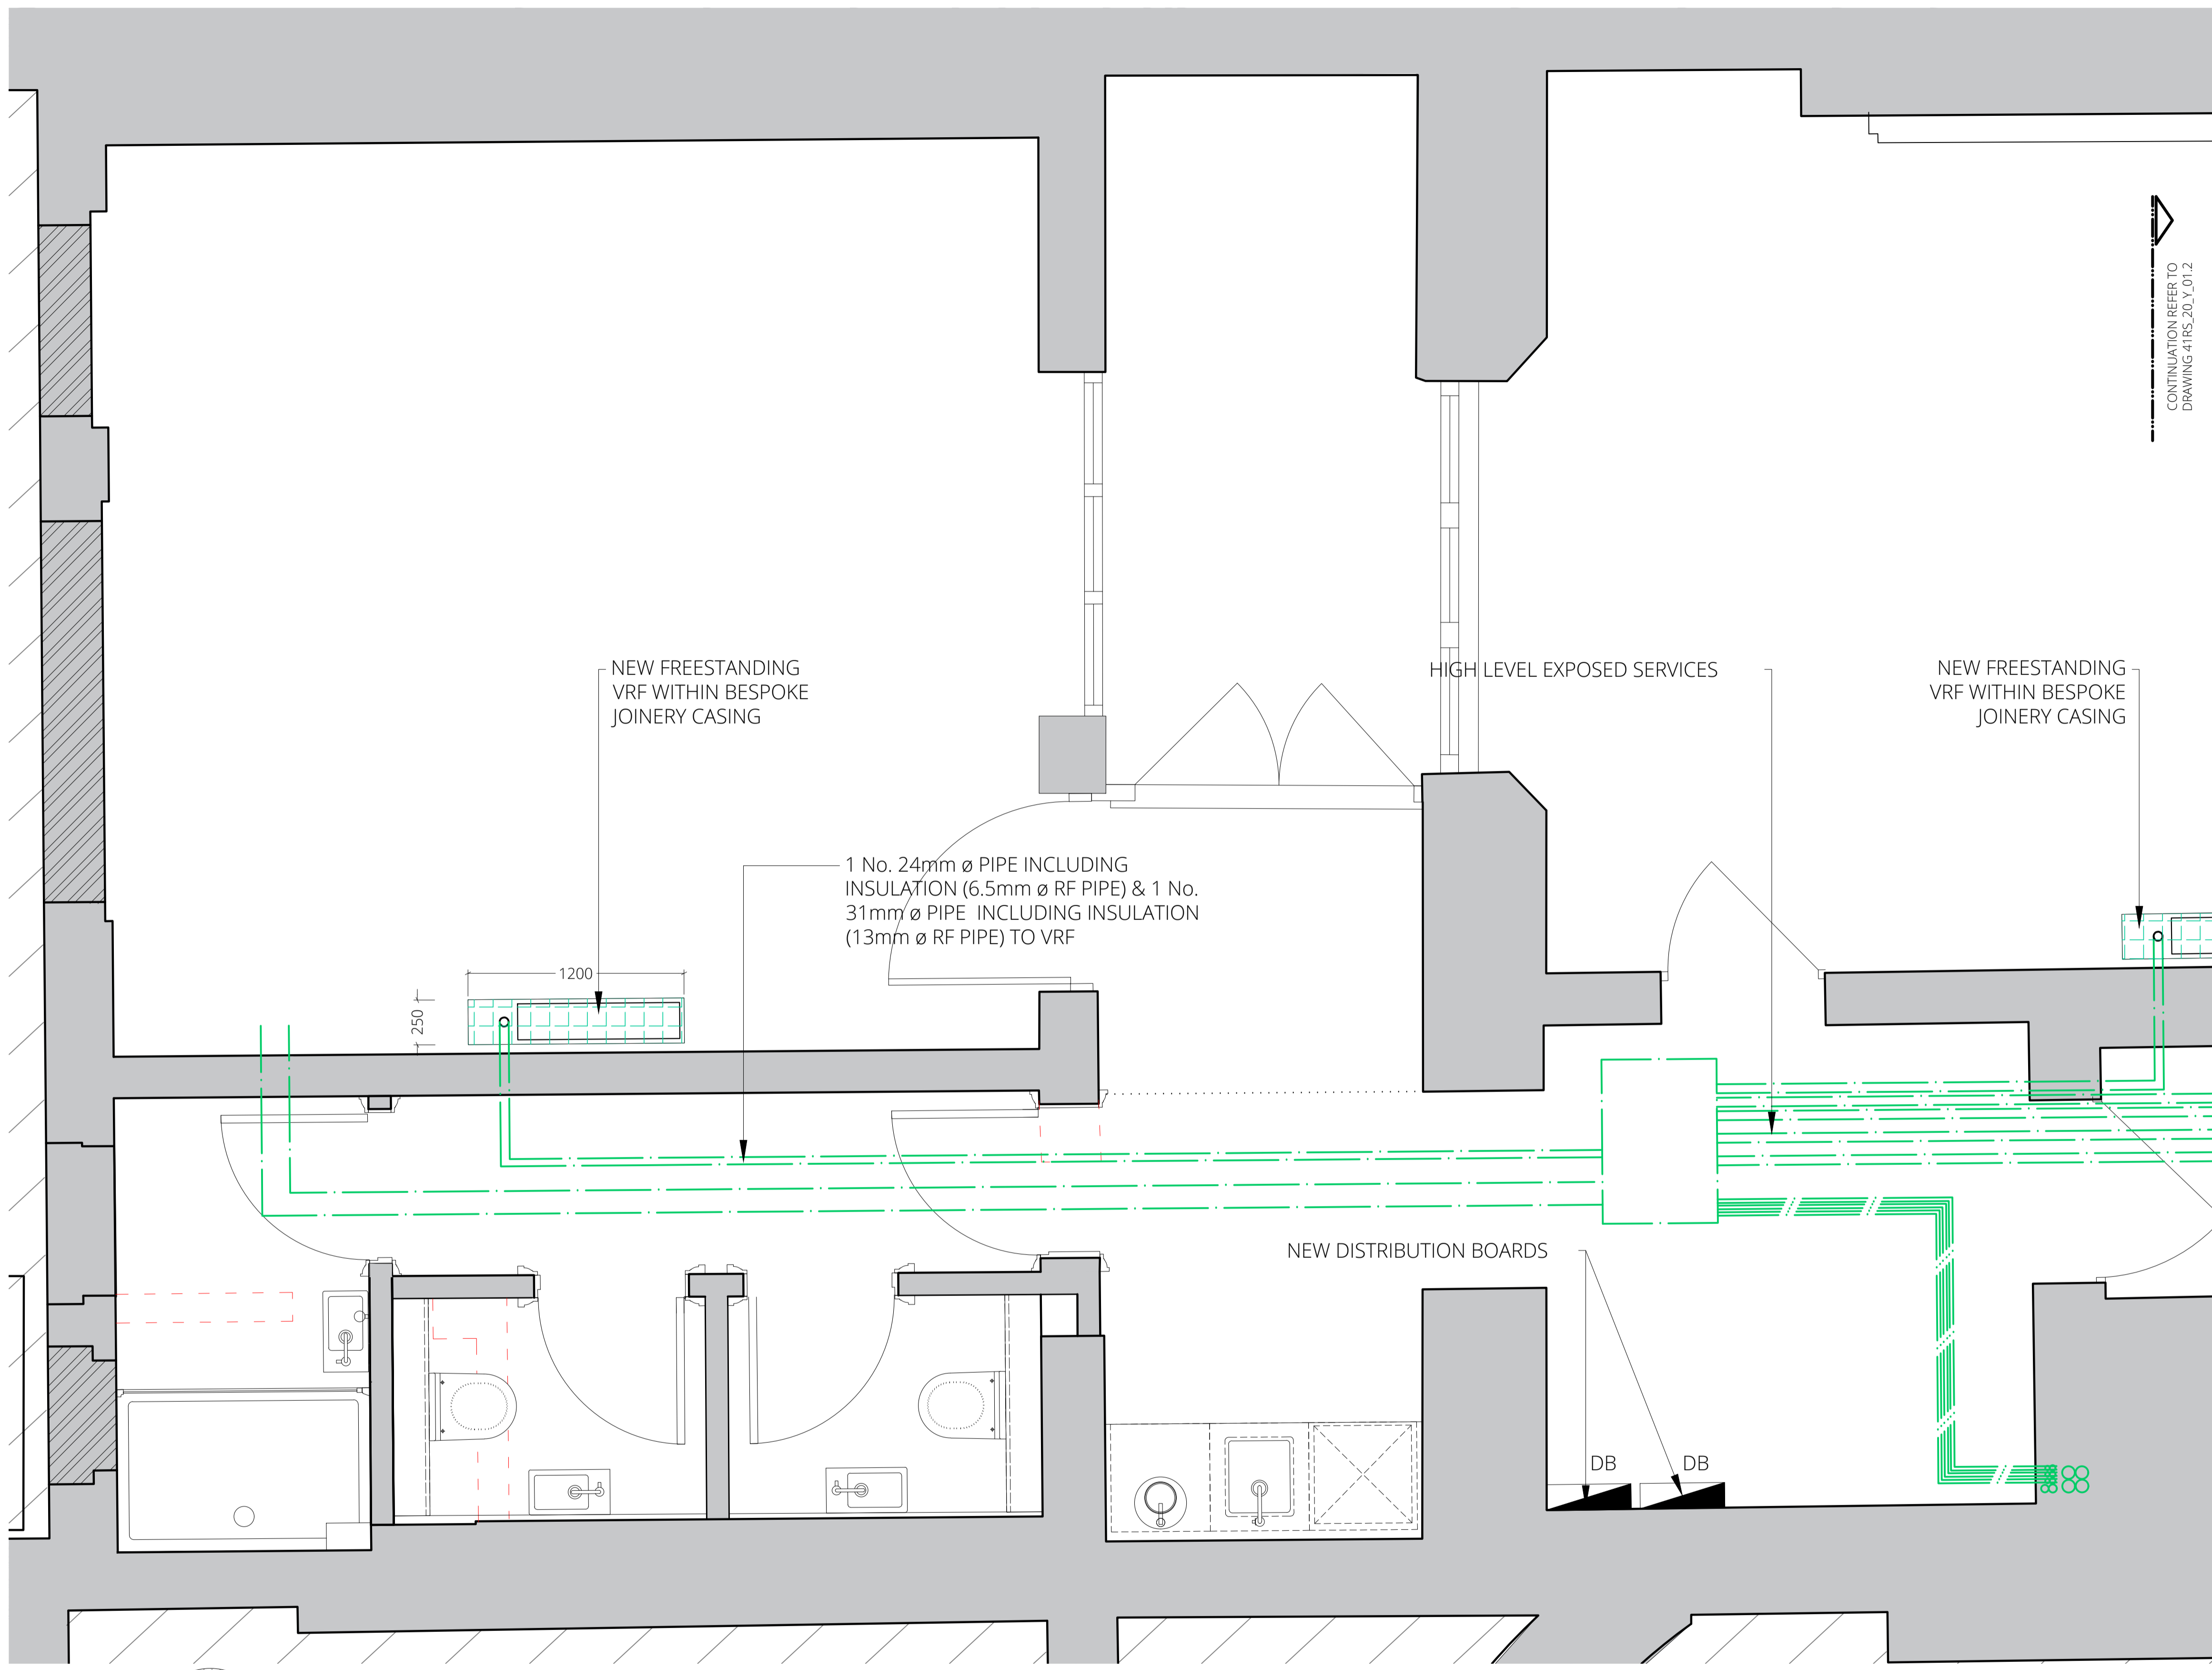 CONTINUATION REFER TO
DRAWING 41RS_20_Y_01.2
NEW FREESTANDING
VRF WITHIN BESPOKE
JOINERY CASING
HIGH LEVEL EXPOSED SERVICES
NEW FREESTANDING
VRF WITHIN BESPOKE
JOINERY CASING
1 No. 24mm ø PIPE INCLUDING
INSULATION (6.5mm ø RF PIPE) & 1 No.
31mm ø PIPE INCLUDING INSULATION
(13mm ø RF PIPE) TO VRF
1200
250
NEW DISTRIBUTION BOARDS
DB
DB